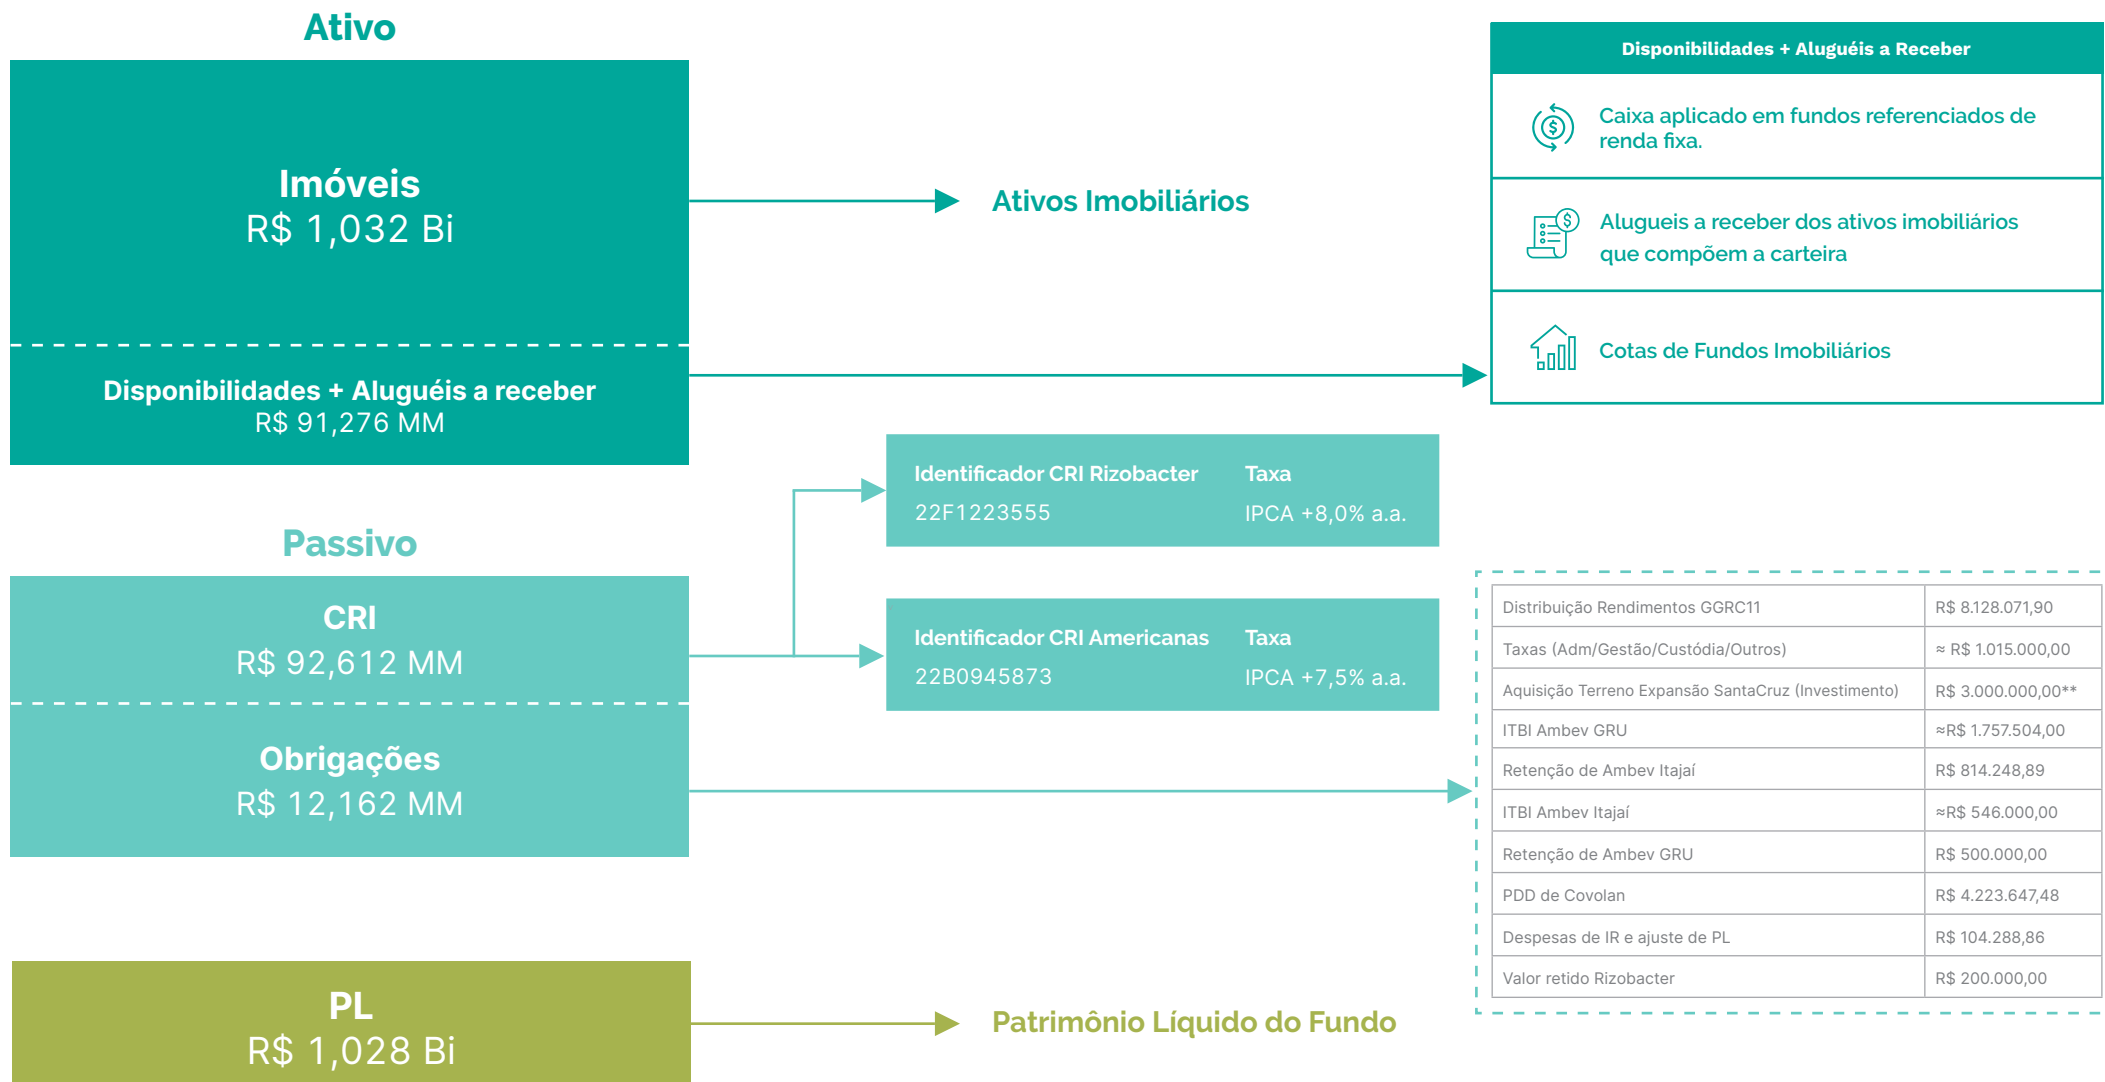 Ativo
Imóveis
R$ 1,032 Bi
Disponibilidades + Aluguéis a receber
R$ 91,276 MM
Ativos Imobiliários
Disponibilidades + Aluguéis a Receber
Caixa aplicado em fundos referenciados de
renda fixa.
Alugueis a receber dos ativos imobiliários
que compõem a carteira
Cotas de Fundos Imobiliários
Passivo
CRI
R$ 92,612 MM
Obrigações
R$ 12,162 MM
Identificador CRI Rizobacter Taxa
22F1223555 IPCA +8,0% a.a.
Identificador CRI Americanas Taxa
22B0945873 IPCA +7,5% a.a.
Distribuição Rendimentos GGRC11 R$ 8.128.071,90
Taxas (Adm/Gestão/Custódia/Outros) ≈ R$ 1.015.000,00
Aquisição Terreno Expansão SantaCruz (Investimento) R$ 3.000.000,00**
ITBI Ambev GRU ≈R$ 1.757.504,00
Retenção de Ambev Itajaí R$ 814.248,89
ITBI Ambev Itajaí ≈R$ 546.000,00
Retenção de Ambev GRU R$ 500.000,00
PDD de Covolan R$ 4.223.647,48
Despesas de IR e ajuste de PL R$ 104.288,86
Valor retido Rizobacter R$ 200.000,00
PL
R$ 1,028 Bi
Patrimônio Líquido do Fundo